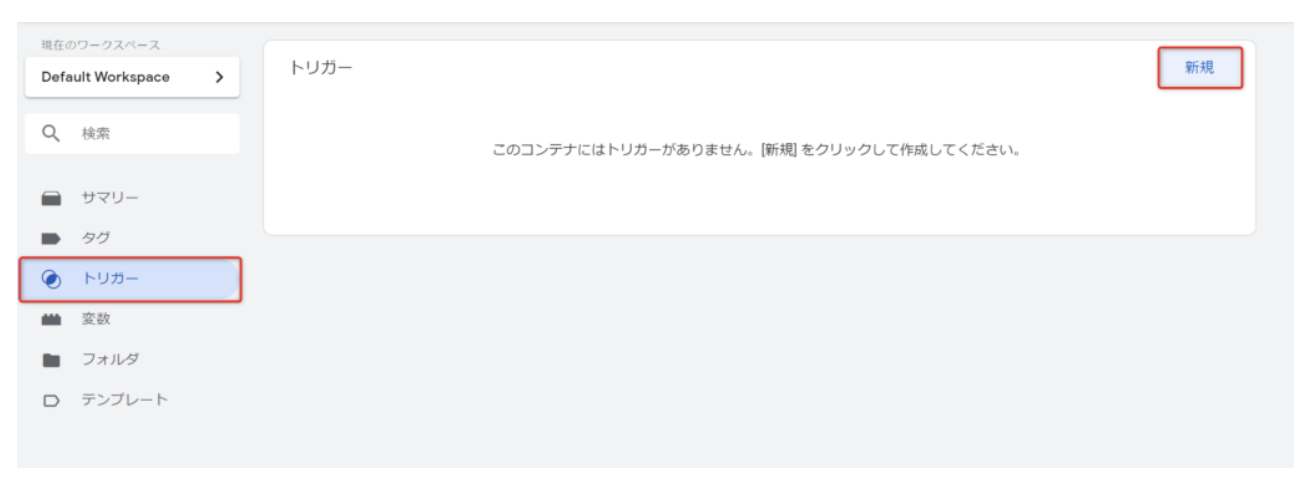 現在のワークスペース
Default Workspace
検索
サマリー
タグ
トリガー
変数
フォルダ
テンプレート
トリガー
新規
このコンテナにはトリガーがありません。[新規] をクリックして作成してください。